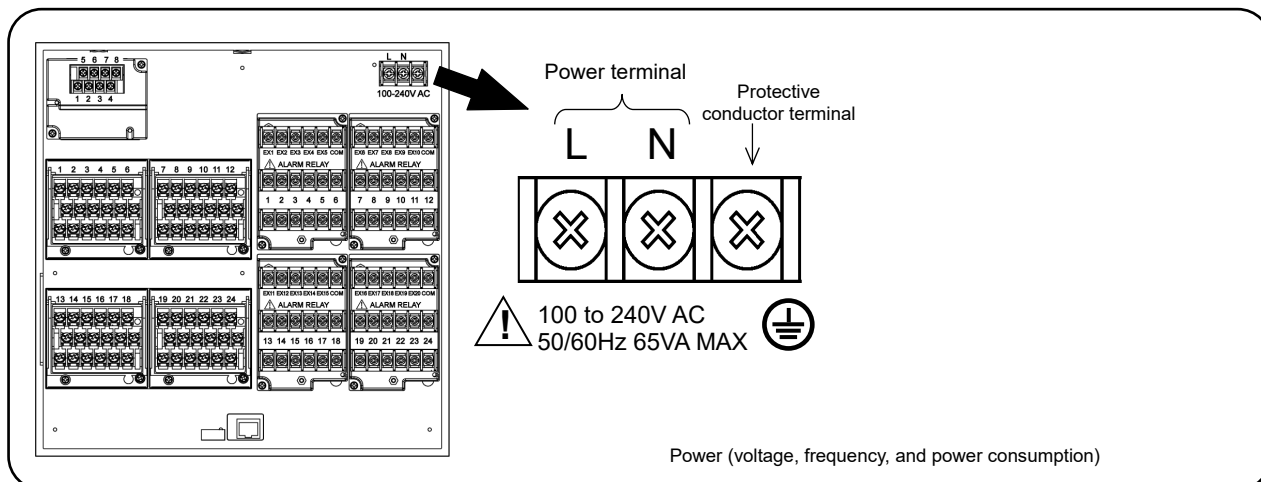 5 6 7 8
1 2 3 4
L N
100-240V AC
EX1 EX2 EX3 EX4 EX5 COM
EX6 EX7 EX8 EX9 EX10 COM
ALARM RELAY
ALARM RELAY
1 2 3 4 5 6
7 8 9 10 11 12
1 2 3 4 5 6
7 8 9 10 11 12
EX11 EX12 EX13 EX14 EX15 COM
EX16 EX17 EX18 EX19 EX20 COM
ALARM RELAY
ALARM RELAY
13 14 15 16 17 18
19 20 21 22 23 24
13 14 15 16 17 18
19 20 21 22 23 24
Power terminal
Protective
conductor terminal
L N
100 to 240V AC
50/60Hz 65VA MAX
Power (voltage, frequency, and power consumption)